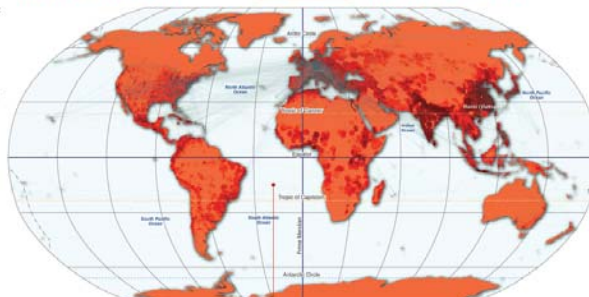 Arctic Circle
North Atlantic
Ocean
North Pacific
Ocean
Tropic of Cancer
Indian
Ocean
Equator
Tropic of Capricorn
South Pacific
Ocean
South Atlantic
Ocean
Prime Meridian
Antarctic Circle